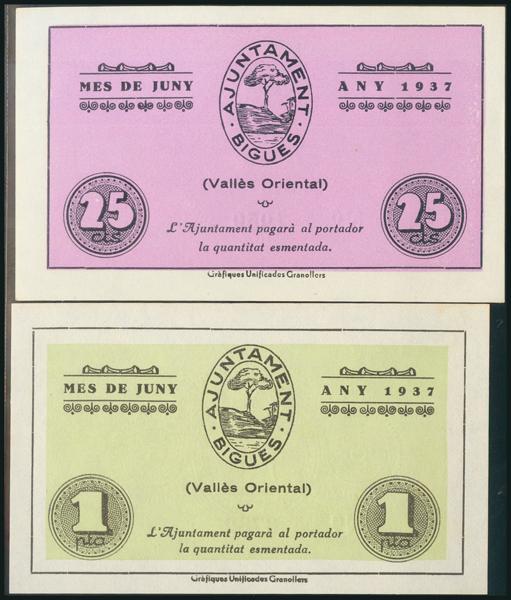 AJUNTAMENT
BIGUES
MES DE JUNY
ANY 1937
(Vallès Oriental)
25 cts
25 cts
L'Ajuntament pagarà al portador
la quantitat esmentada.
Gràfiques Unificades Granollers
AJUNTAMENT
BIGUES
MES DE JUNY
ANY 1937
(Vallès Oriental)
1 pta
1 pta
L'Ajuntament pagarà al portador
la quantitat esmentada.
Gràfiques Unificades Granollers